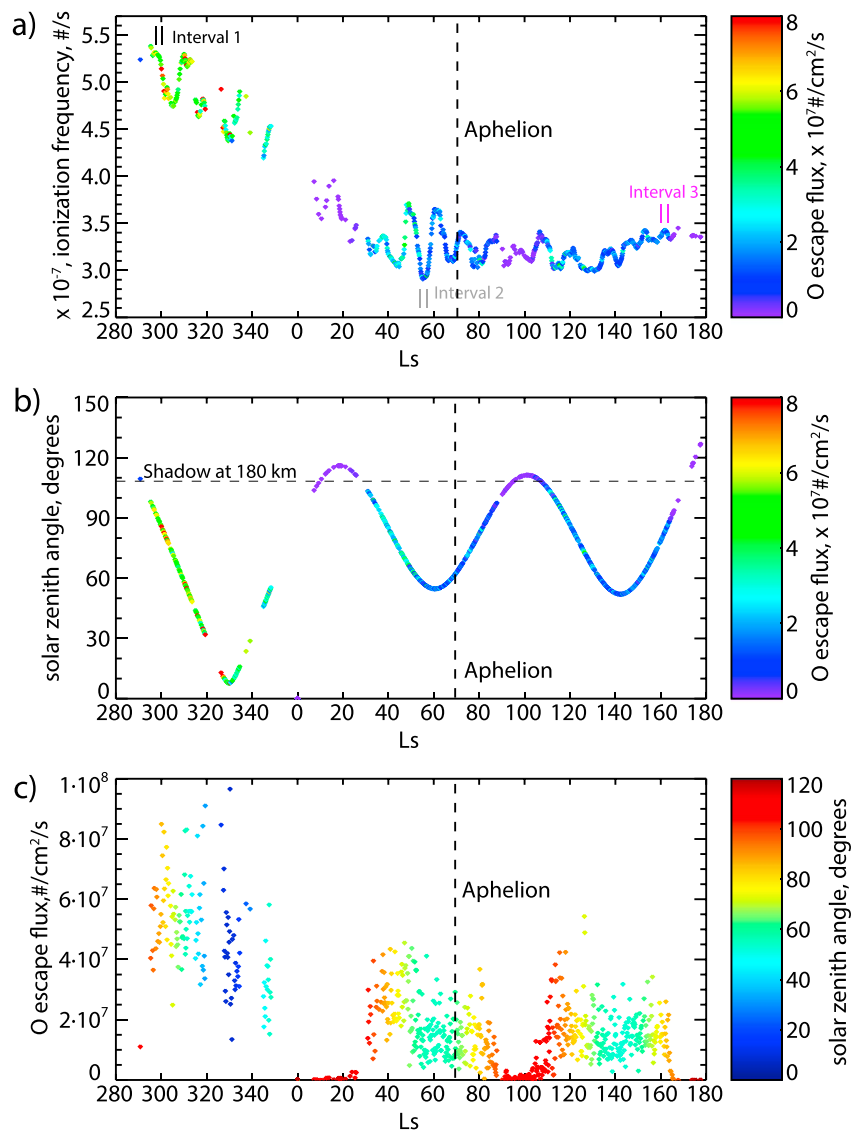 a)
x 10⁻⁷, ionization frequency, #/s
5.5
5.0
4.5
4.0
3.5
3.0
2.5
Interval 1
Aphelion
Interval 3
Interval 2
280 300 320 340 0 20 40 60 80 100 120 140 160 180
Ls
8
6
4
2
0
O escape flux, x 10⁷#/cm²/s
b)
solar zenith angle, degrees
150
120
90
60
30
0
Shadow at 180 km
Aphelion
280 300 320 340 0 20 40 60 80 100 120 140 160 180
Ls
8
6
4
2
0
O escape flux, x 10⁷#/cm²/s
c)
O escape flux,#/cm²/s
1·10⁸
8·10⁷
6·10⁷
4·10⁷
2·10⁷
0
Aphelion
280 300 320 340 0 20 40 60 80 100 120 140 160 180
Ls
120
100
80
60
40
20
0
solar zenith angle, degrees